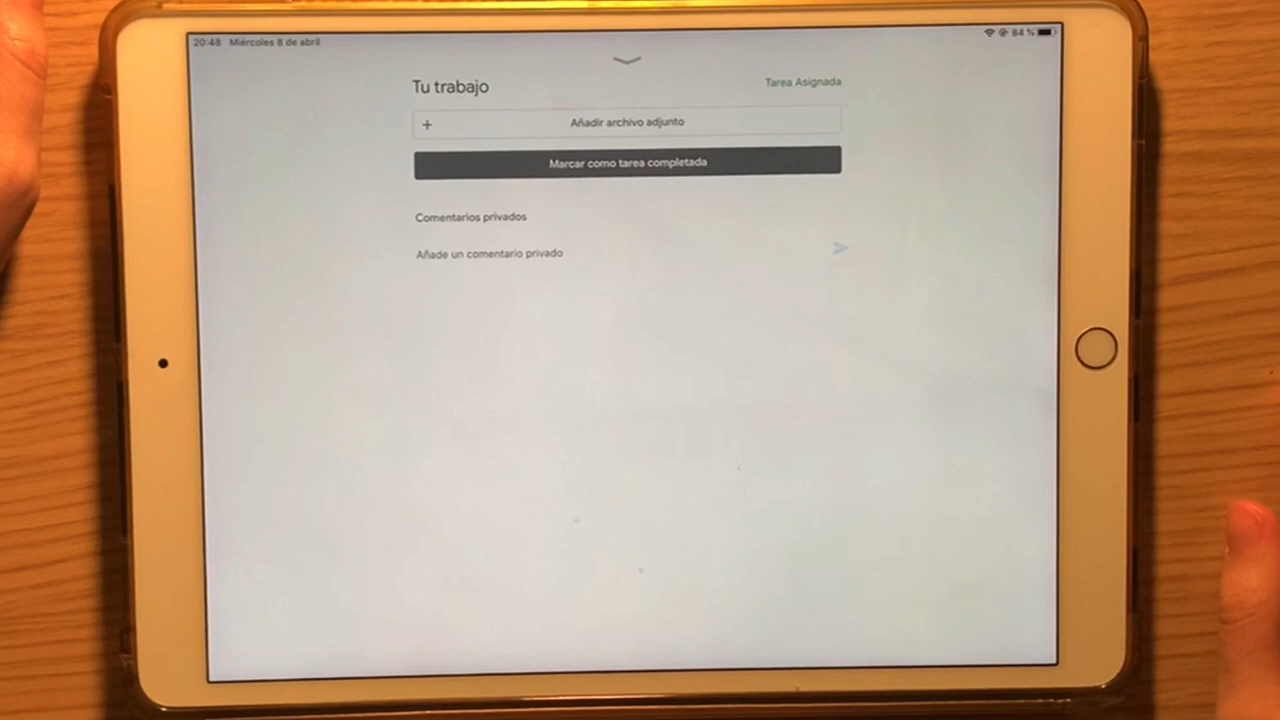 20:48 Miércoles 8 de abril
84 %
Tu trabajo
Tarea Asignada
+ Añadir archivo adjunto
Marcar como tarea completada
Comentarios privados
Añade un comentario privado